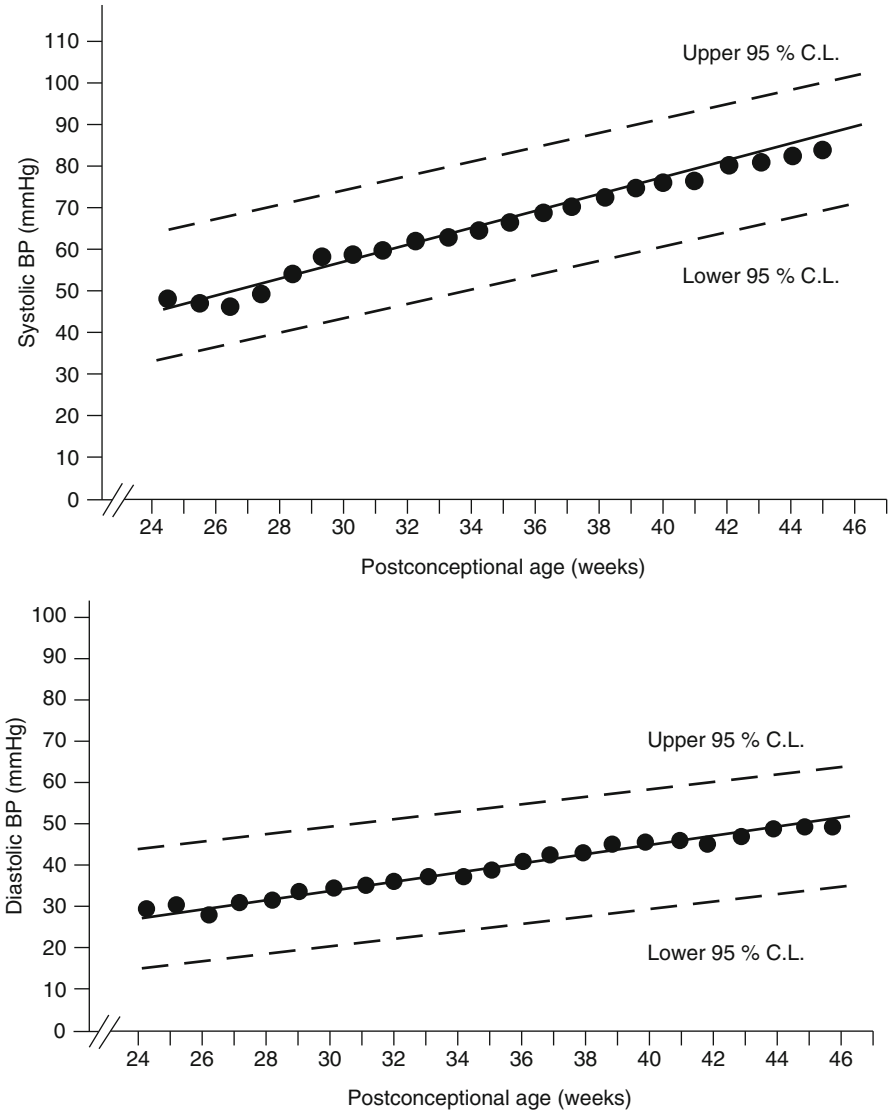 110
100
90
80
70
60
50
40
30
20
10
0
Systolic BP (mmHg)
Upper 95 % C.L.
Lower 95 % C.L.
24 26 28 30 32 34 36 38 40 42 44 46
Postconceptional age (weeks)
100
90
80
70
60
50
40
30
20
10
0
Diastolic BP (mmHg)
Upper 95 % C.L.
Lower 95 % C.L.
24 26 28 30 32 34 36 38 40 42 44 46
Postconceptional age (weeks)